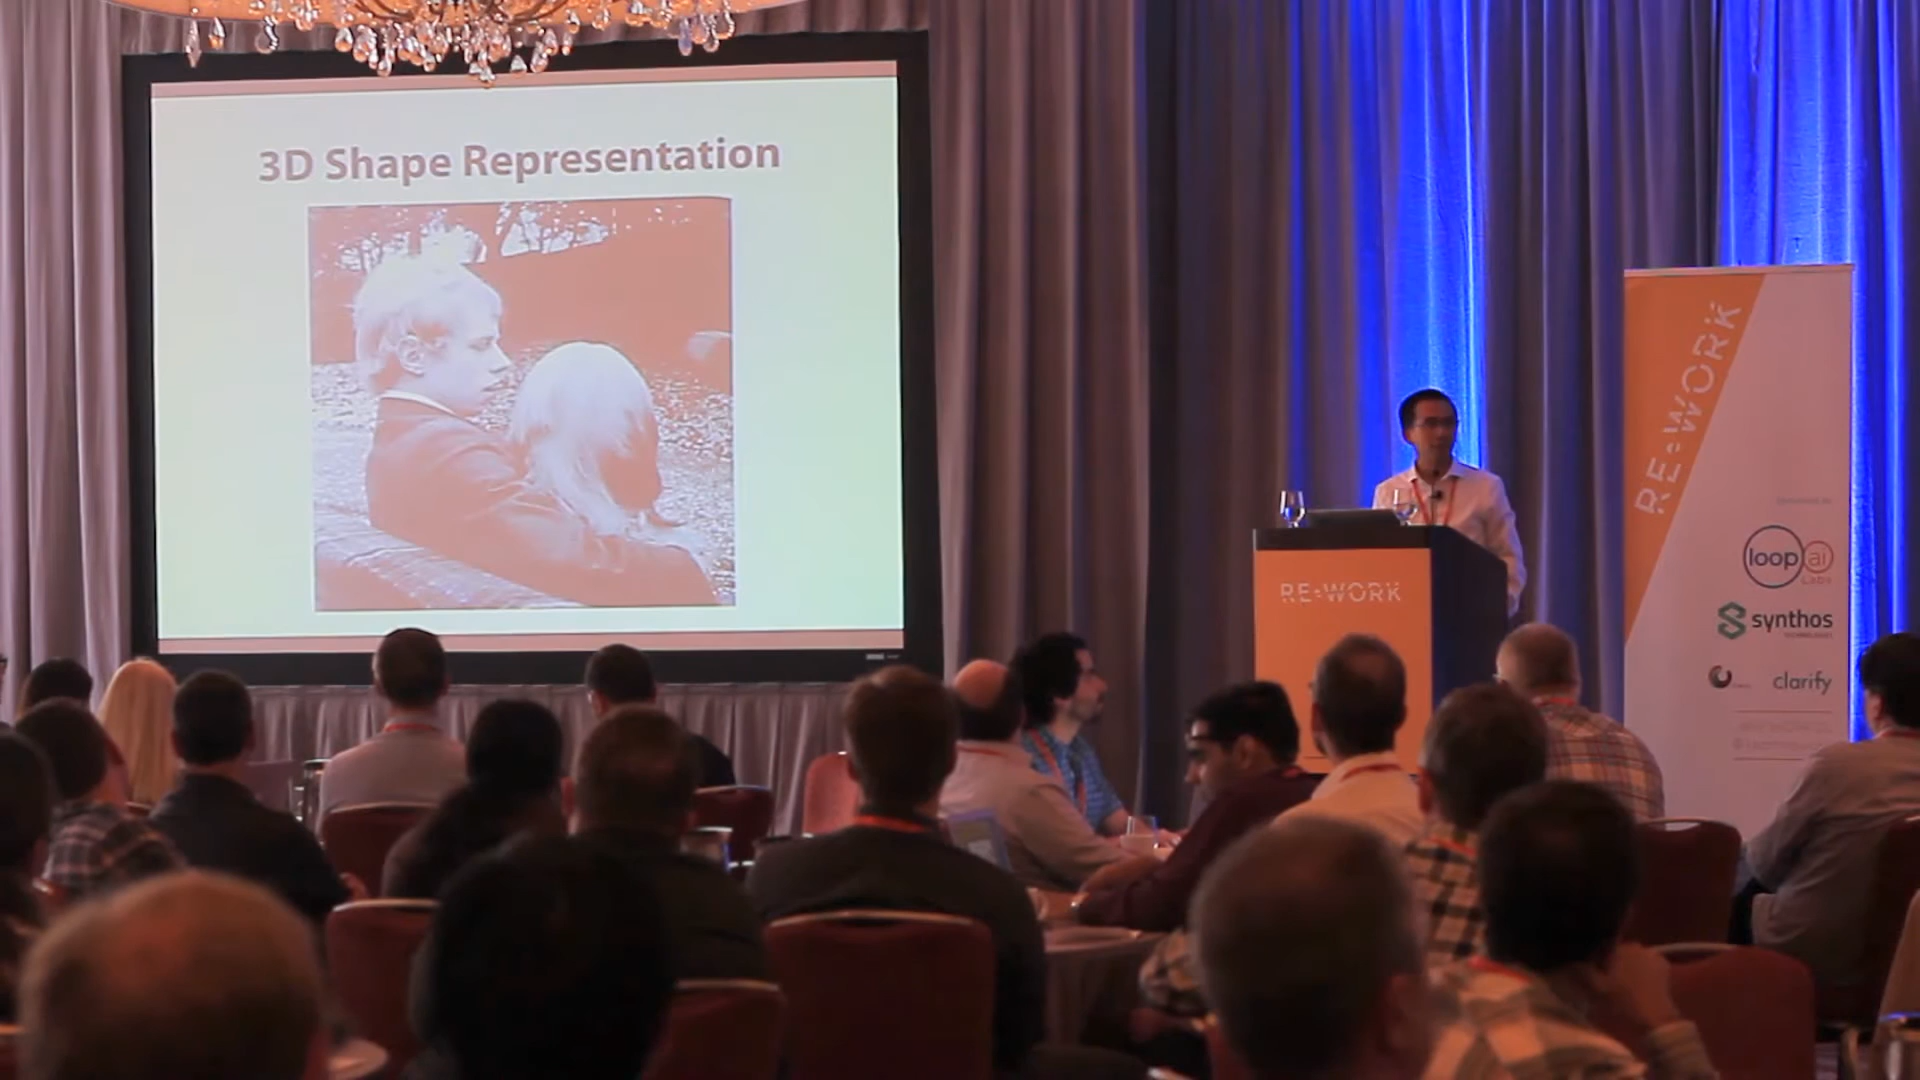 3D Shape Representation
RE•WORK
RE•WORK
loop ai
Labs
synthos
clarify